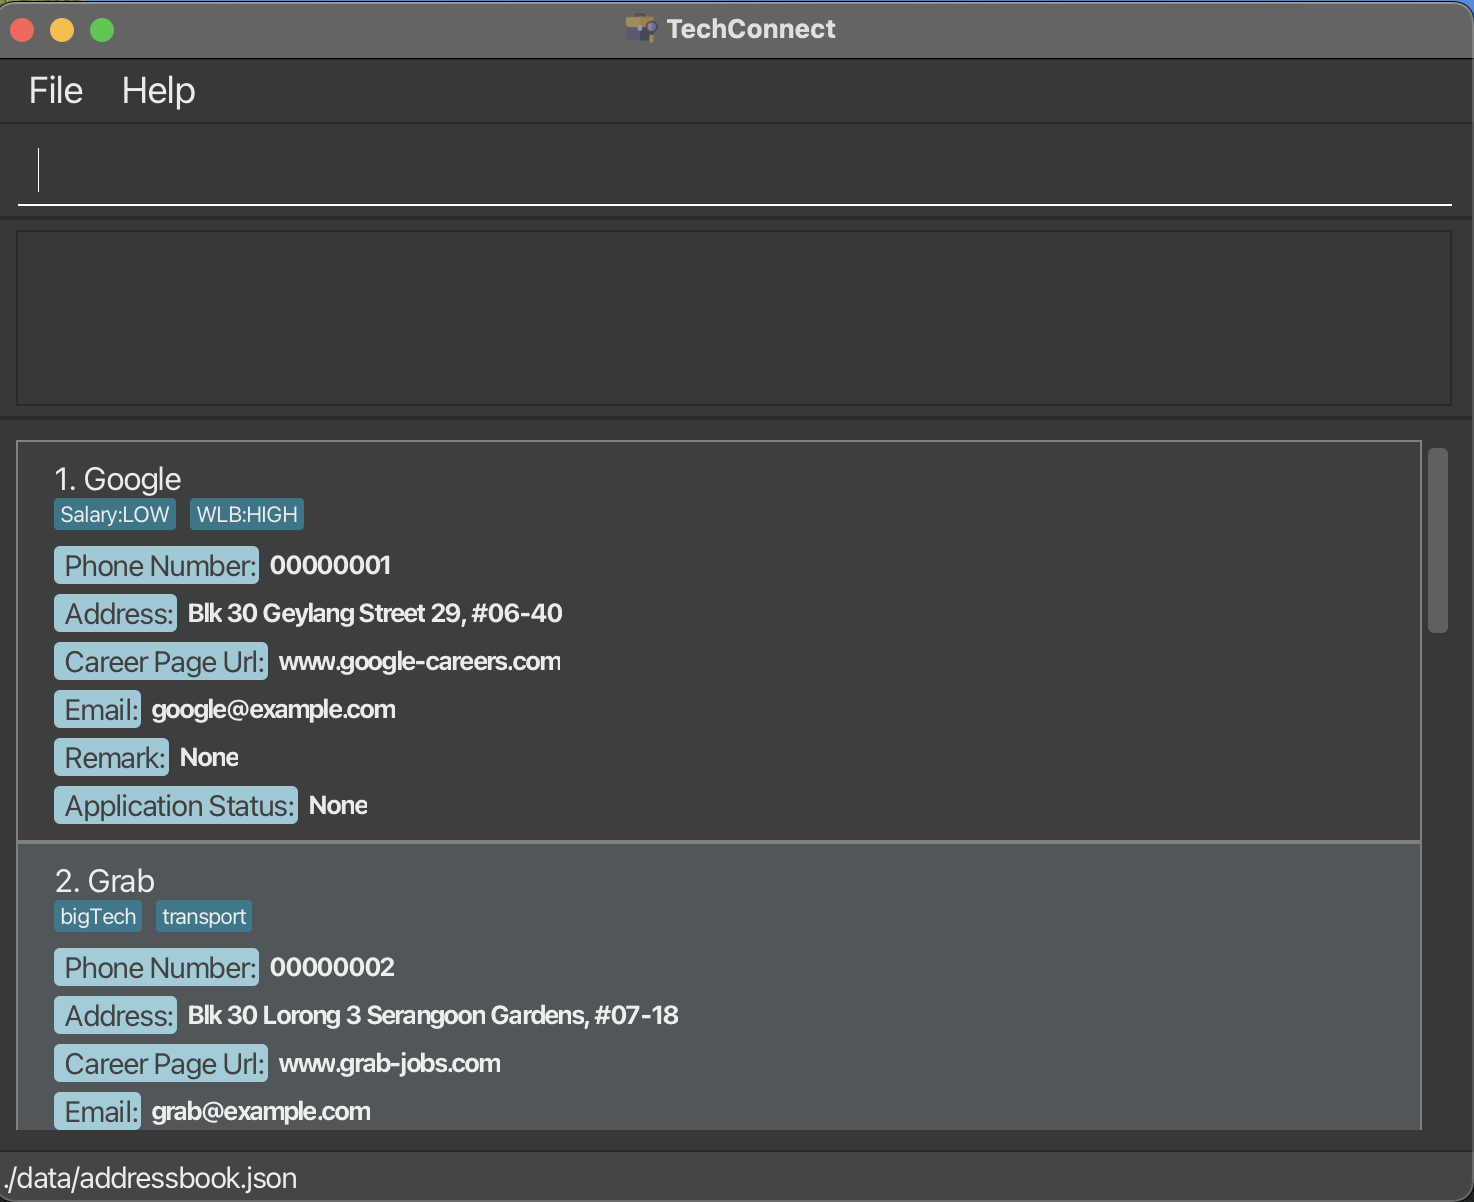 TechConnect
File Help
1. Google
Salary:LOW WLB:HIGH
Phone Number: 00000001
Address: Blk 30 Geylang Street 29, #06-40
Career Page Url: www.google-careers.com
Email: google@example.com
Remark: None
Application Status: None
2. Grab
bigTech transport
Phone Number: 00000002
Address: Blk 30 Lorong 3 Serangoon Gardens, #07-18
Career Page Url: www.grab-jobs.com
Email: grab@example.com
./data/addressbook.json